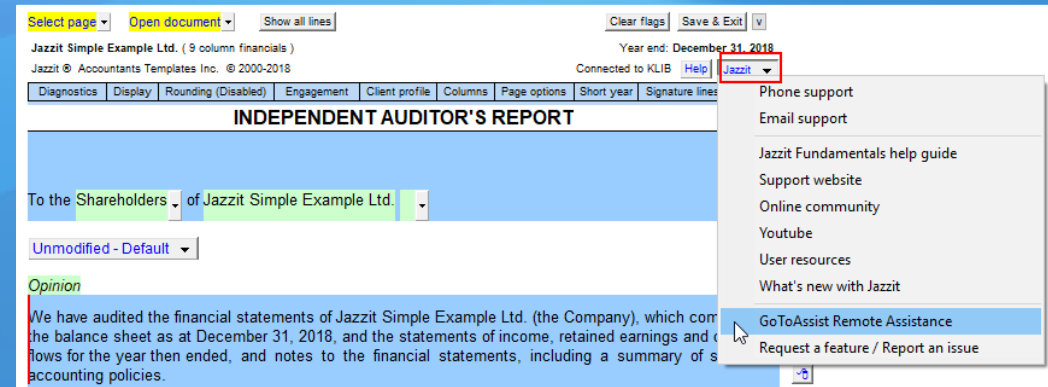 Select page Open document Show all lines Clear flags Save & Exit v
Jazzit Simple Example Ltd. ( 9 column financials ) Year end: December 31, 2018
Jazzit ® Accountants Templates Inc. © 2000-2018 Connected to KLIB Help Jazzit
Diagnostics Display Rounding (Disabled) Engagement Client profile Columns Page options Short year Signature lines
INDEPENDENT AUDITOR'S REPORT
To the Shareholders of Jazzit Simple Example Ltd.
Unmodified - Default
Opinion
We have audited the financial statements of Jazzit Simple Example Ltd. (the Company), which com
the balance sheet as at December 31, 2018, and the statements of income, retained earnings and
flows for the year then ended, and notes to the financial statements, including a summary of s
accounting policies.
Phone support
Email support
Jazzit Fundamentals help guide
Support website
Online community
Youtube
User resources
What's new with Jazzit
GoToAssist Remote Assistance
Request a feature / Report an issue